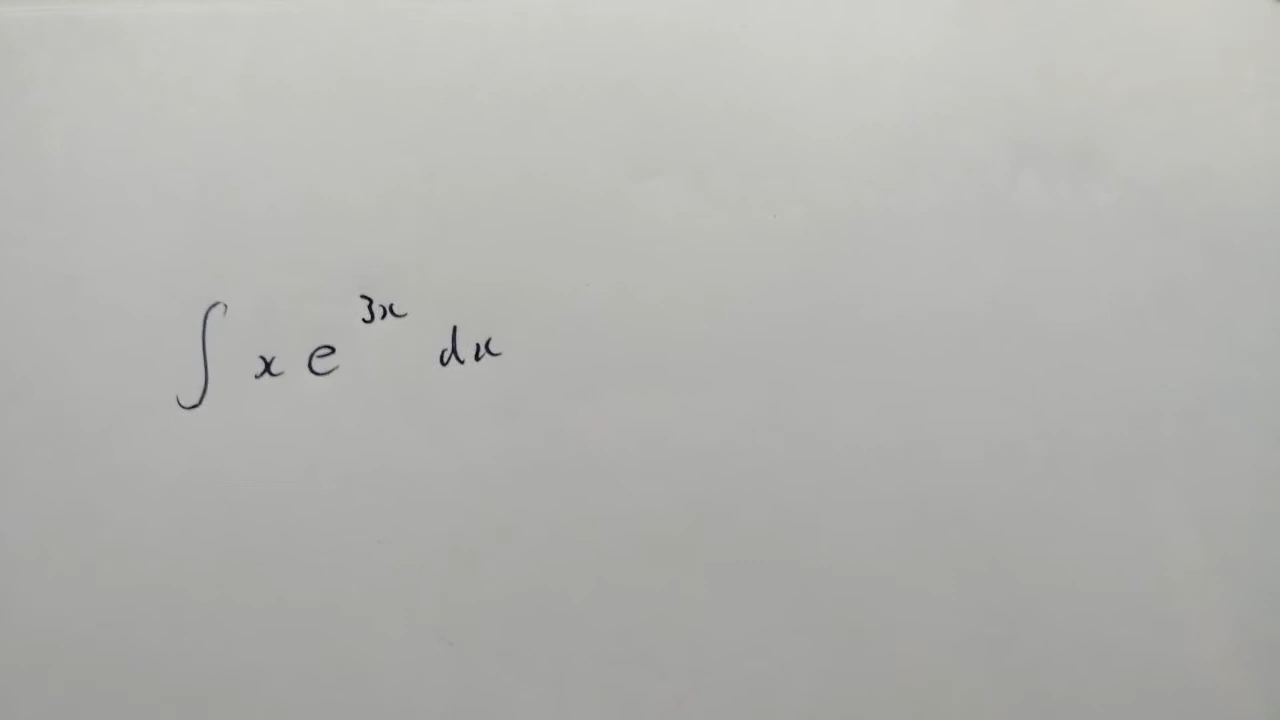 ∫ x e^{3x} dx